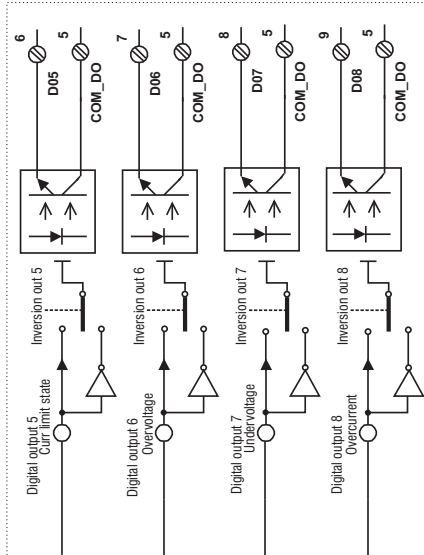 6
D05
5
COM_DO
Inversion out 5
Digital output 5
Curr limit state
7
D06
5
COM_DO
Inversion out 6
Digital output 6
Overvoltage
8
D07
5
COM_DO
Inversion out 7
Digital output 7
Undervoltage
9
D08
5
COM_DO
Inversion out 8
Digital output 8
Overcurrent